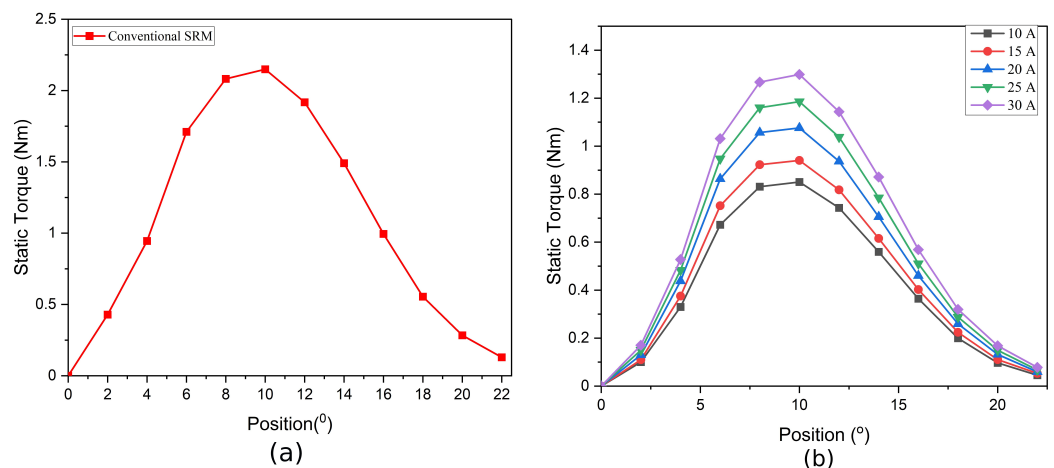 Conventional SRM
2.5
2
1.5
1
0.5
0
Static Torque (Nm)
0 2 4 6 8 10 12 14 16 18 20 22
Position(⁰)
(a)
10 A
15 A
20 A
25 A
30 A
1.4
1.2
1.0
0.8
0.6
0.4
0.2
0
Static Torque (Nm)
0 5 10 15 20
Position (º)
(b)